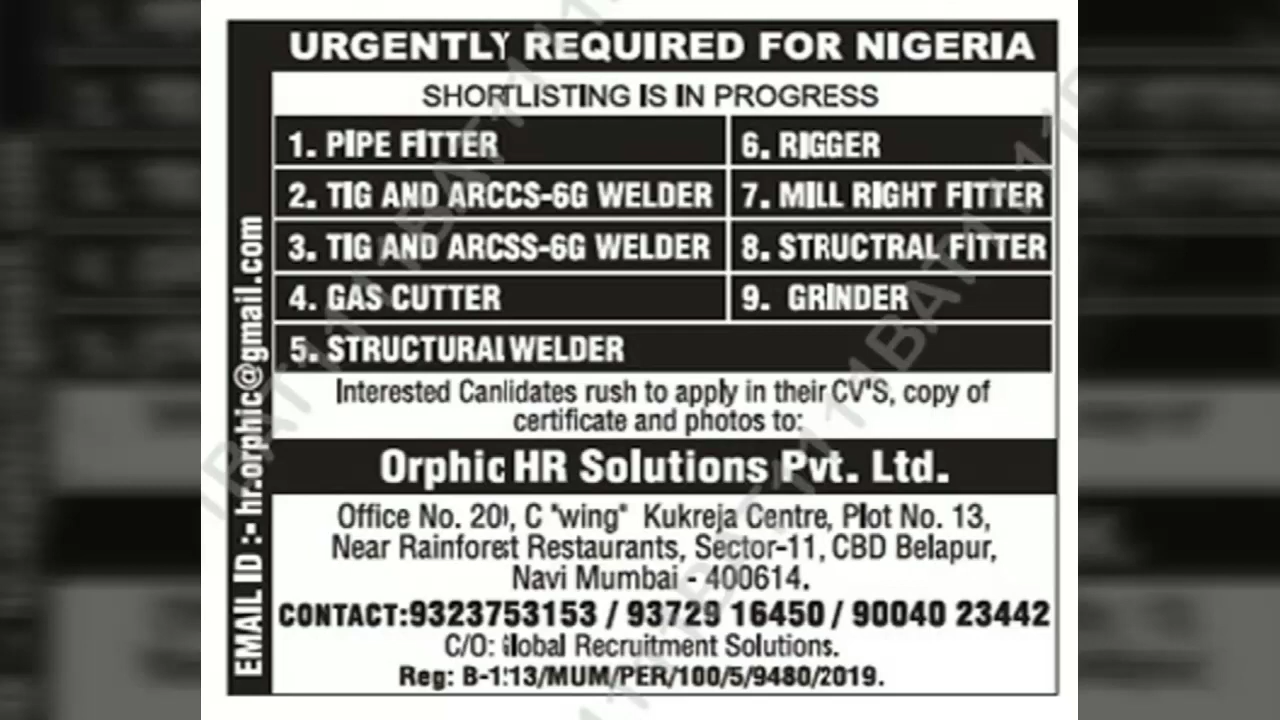 URGENTLY REQUIRED FOR NIGERIA
SHORTLISTING IS IN PROGRESS
1. PIPE FITTER
6. RIGGER
2. TIG AND ARCCS-6G WELDER
7. MILL RIGHT FITTER
3. TIG AND ARCSS-6G WELDER
8. STRUCTRAL FITTER
4. GAS CUTTER
9. GRINDER
5. STRUCTURAL WELDER
Interested Canlidates rush to apply in their CV'S, copy of
certificate and photos to:
Orphic HR Solutions Pvt. Ltd.
Office No. 201, C "wing" Kukreja Centre, Plot No. 13,
Near Rainforest Restaurants, Sector-11, CBD Belapur,
Navi Mumbai - 400614.
CONTACT:9323753153 / 93729 16450 / 90040 23442
C/O: Global Recruitment Solutions.
Reg: B-1113/MUM/PER/100/5/9480/2019.
EMAIL ID :- hr.orphic@gmail.com